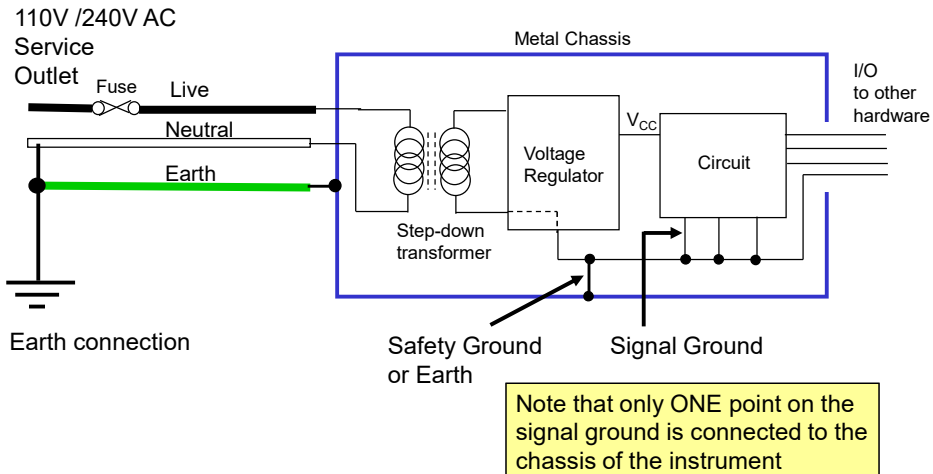 110V /240V AC
Service
Outlet
Fuse
Live
Neutral
Earth
Metal Chassis
I/O
to other
hardware
Voltage
Regulator
VCC
Circuit
Step-down
transformer
Earth connection
Safety Ground
or Earth
Signal Ground
Note that only ONE point on the
signal ground is connected to the
chassis of the instrument